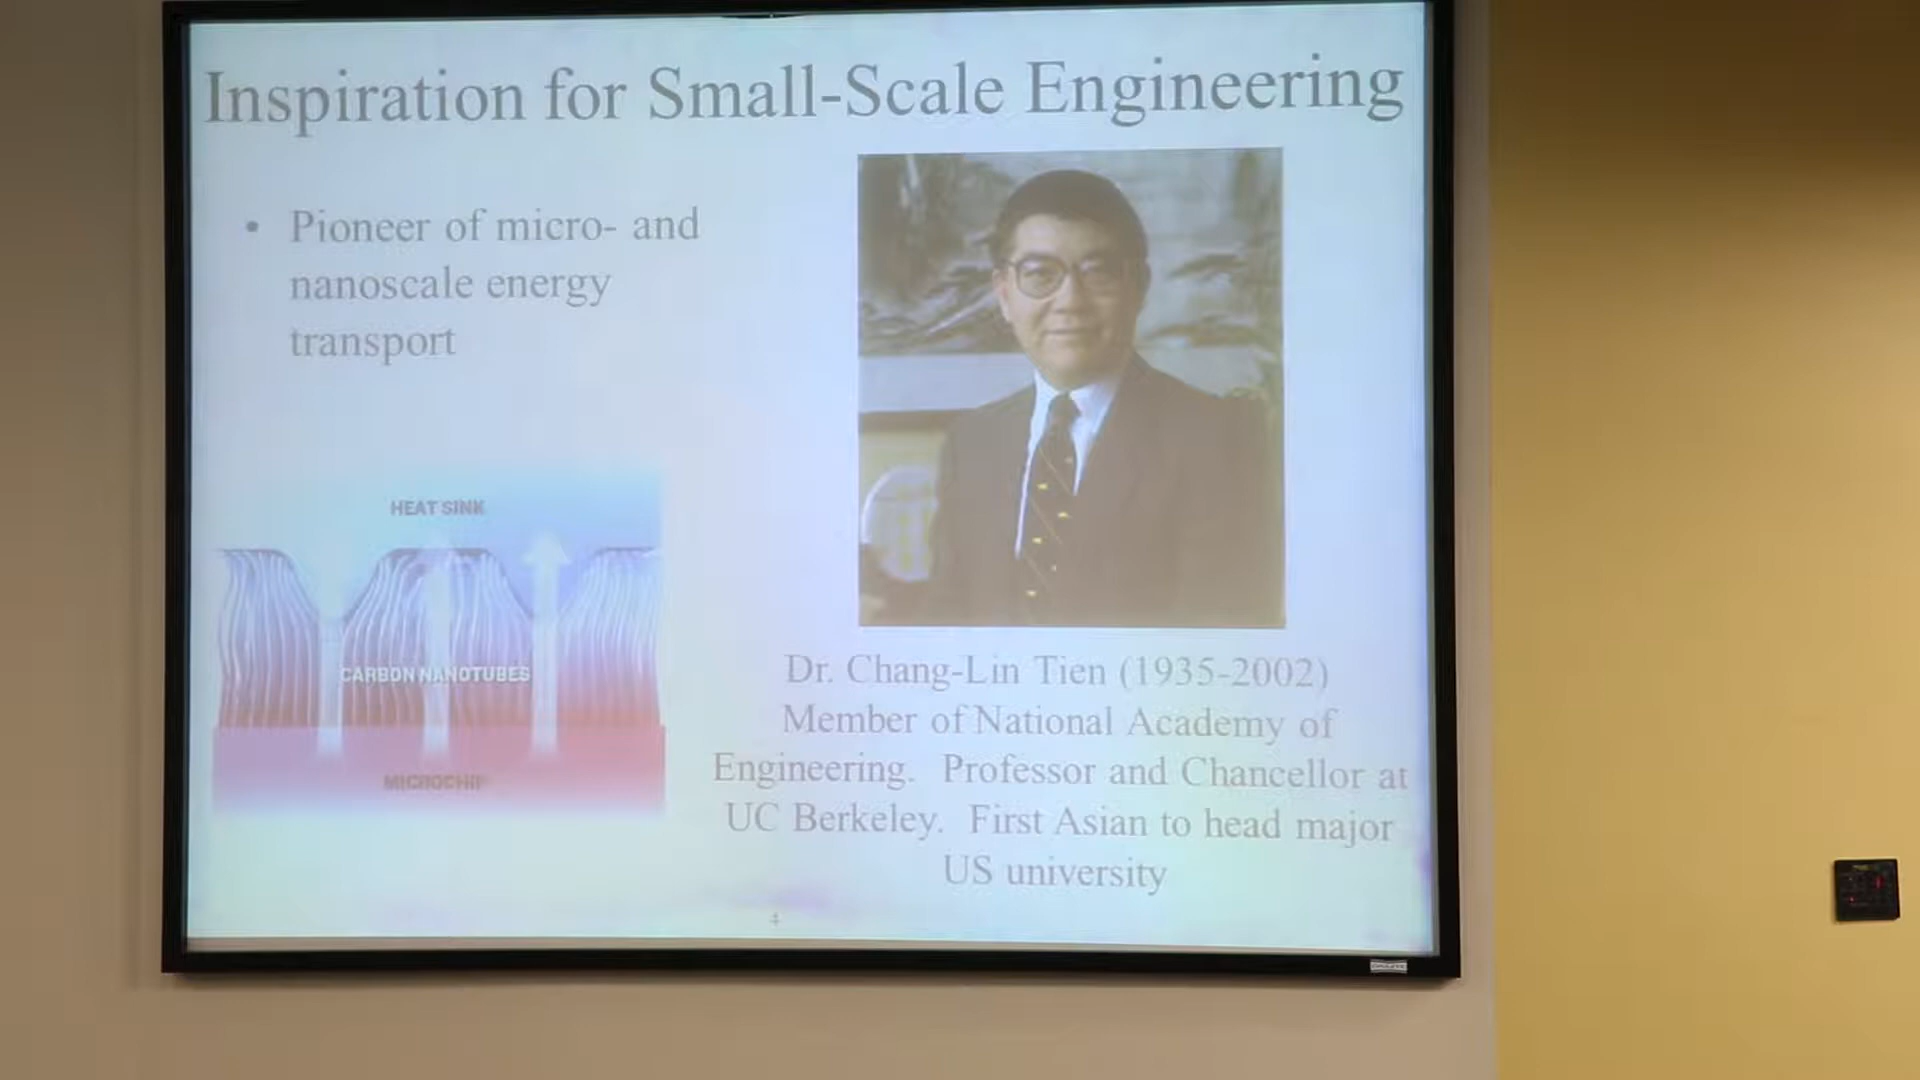 Inspiration for Small-Scale Engineering
• Pioneer of micro- and
nanoscale energy
transport
HEAT SINK
CARBON NANOTUBES
MICROCHIP
Dr. Chang-Lin Tien (1935-2002)
Member of National Academy of
Engineering. Professor and Chancellor at
UC Berkeley. First Asian to head major
US university
4